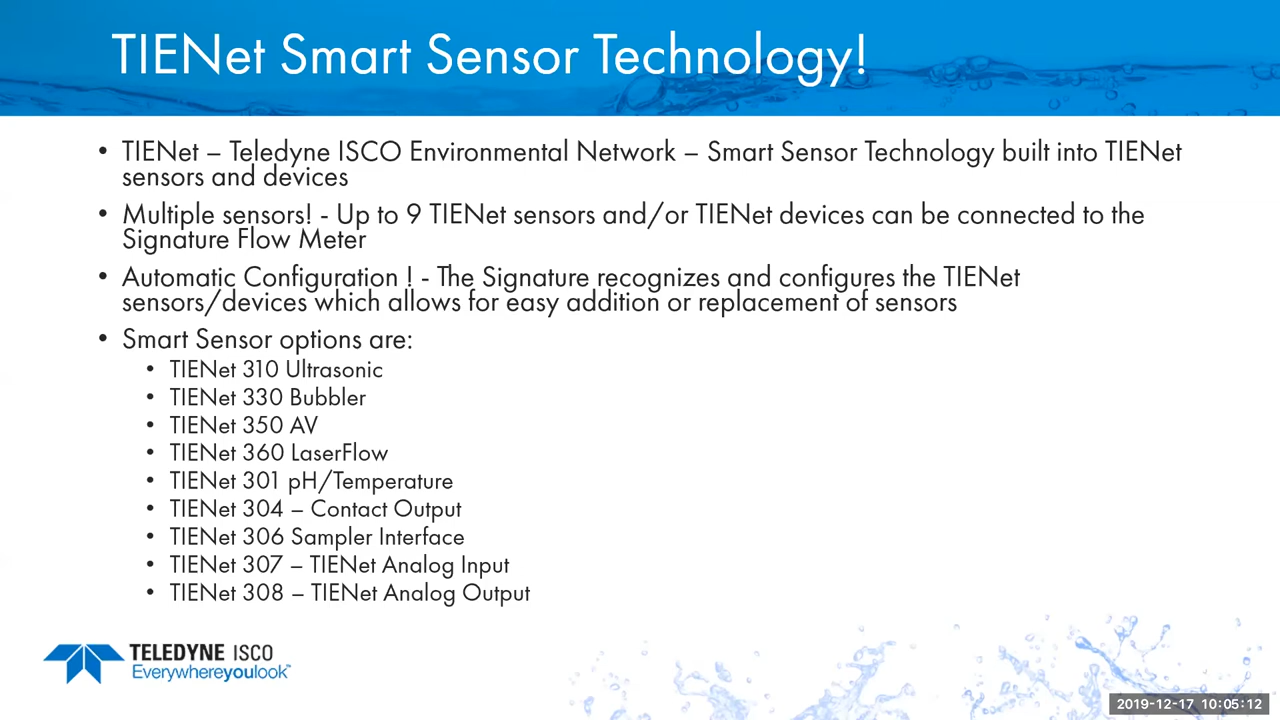 TIENet Smart Sensor Technology!
• TIENet – Teledyne ISCO Environmental Network – Smart Sensor Technology built into TIENet
sensors and devices
• Multiple sensors! - Up to 9 TIENet sensors and/or TIENet devices can be connected to the
Signature Flow Meter
• Automatic Configuration ! - The Signature recognizes and configures the TIENet
sensors/devices which allows for easy addition or replacement of sensors
• Smart Sensor options are:
• TIENet 310 Ultrasonic
• TIENet 330 Bubbler
• TIENet 350 AV
• TIENet 360 LaserFlow
• TIENet 301 pH/Temperature
• TIENet 304 – Contact Output
• TIENet 306 Sampler Interface
• TIENet 307 – TIENet Analog Input
• TIENet 308 – TIENet Analog Output
TELEDYNE ISCO
Everywhereyoulook™
2019-12-17 10:05:12